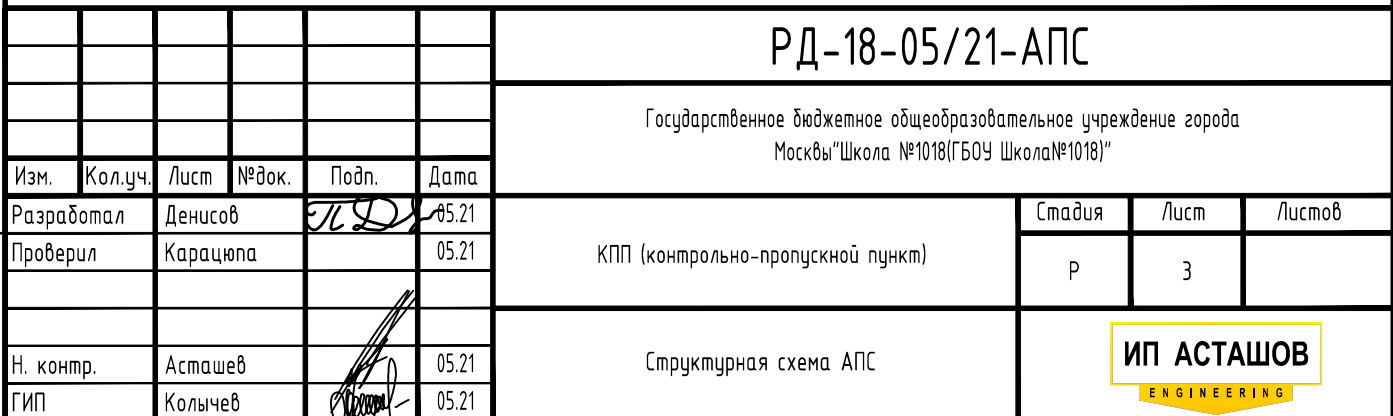 РД-18-05/21-АПС
Государственное бюджетное общеобразовательное учреждение города
Москвы"Школа №1018(ГБОУ Школа№1018)"
Изм. Кол.уч. Лист №док. Подп. Дата
Разработал Денисов 05.21
Проверил Карацюпа 05.21
КПП (контрольно-пропускной пункт)
Стадия Лист Листов
Р 3
Н. контр. Асташев 05.21
ГИП Колычев 05.21
Структурная схема АПС
ИП АСТАШОВ
ENGINEERING